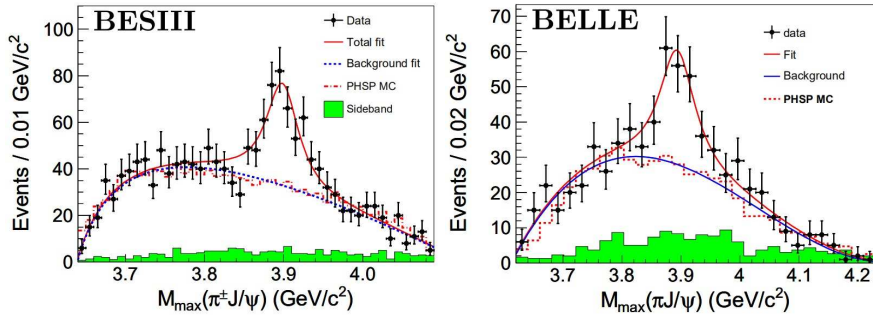 BESIII
Data
Total fit
Background fit
PHSP MC
Sideband
Events / 0.01 GeV/c²
100
80
60
40
20
0
3.7 3.8 3.9 4.0
M_max(π±J/ψ) (GeV/c²)
BELLE
data
Fit
Background
PHSP MC
Events / 0.02 GeV/c²
70
60
50
40
30
20
10
0
3.7 3.8 3.9 4 4.1 4.2
M_max(πJ/ψ) (GeV/c²)